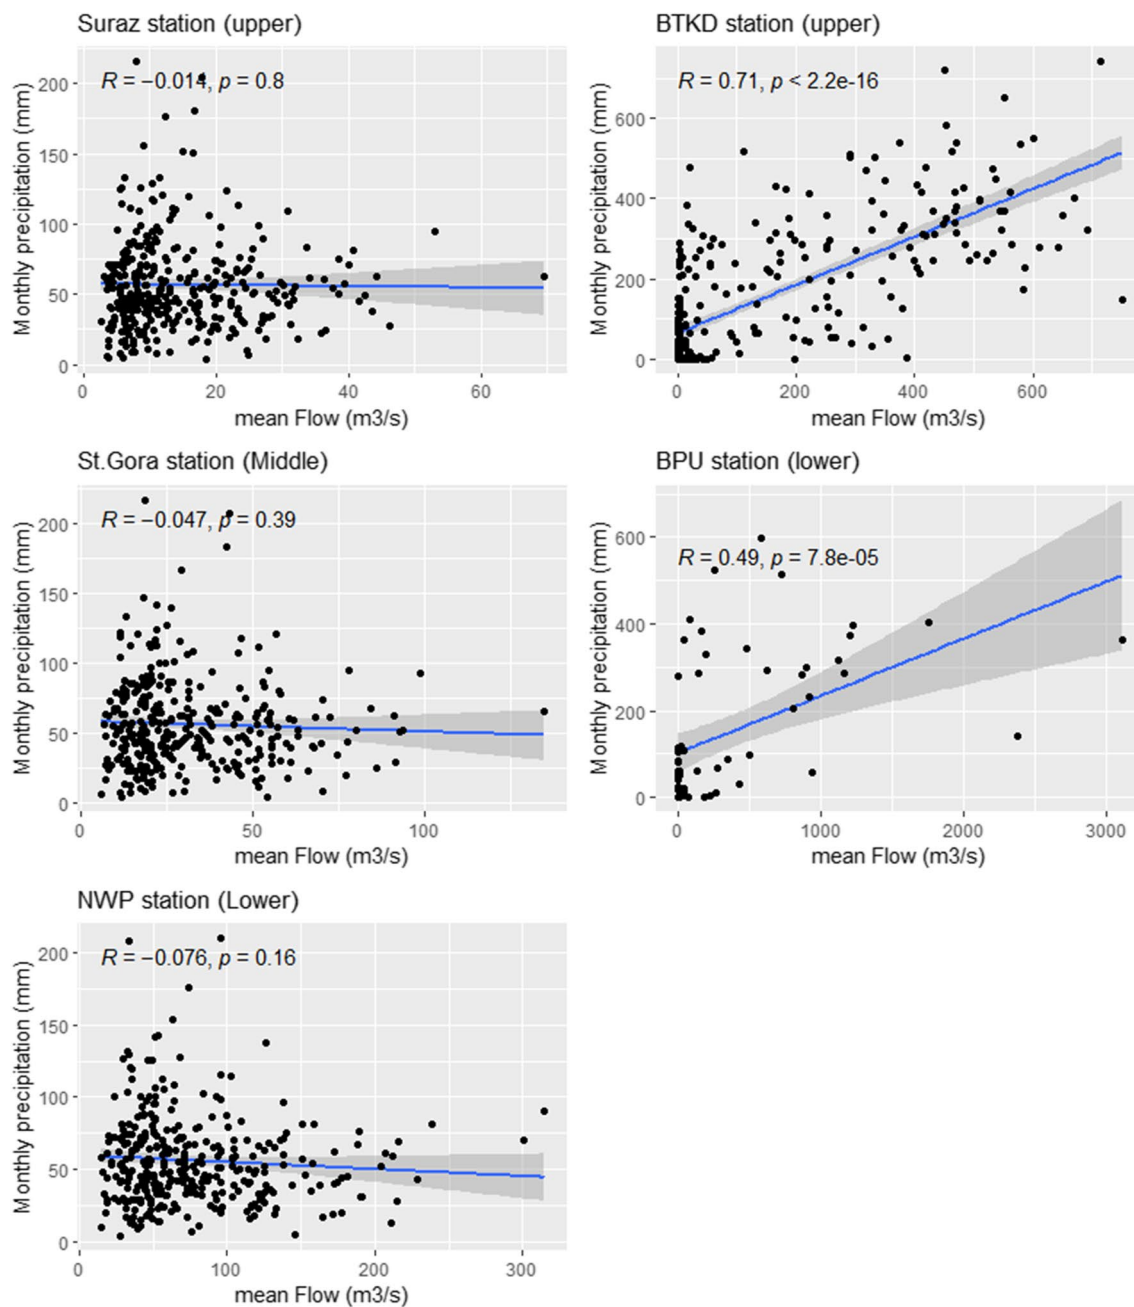 Suraz station (upper)
R = −0.014, p = 0.8
Monthly precipitation (mm)
200
150
100
50
0
0 20 40 60
mean Flow (m3/s)
BTKD station (upper)
R = 0.71, p < 2.2e-16
Monthly precipitation (mm)
600
400
200
0
0 200 400 600
mean Flow (m3/s)
St.Gora station (Middle)
R = −0.047, p = 0.39
Monthly precipitation (mm)
200
150
100
50
0
0 50 100
mean Flow (m3/s)
BPU station (lower)
R = 0.49, p = 7.8e-05
Monthly precipitation (mm)
600
400
200
0
0 1000 2000 3000
mean Flow (m3/s)
NWP station (Lower)
R = −0.076, p = 0.16
Monthly precipitation (mm)
200
150
100
50
0
0 100 200 300
mean Flow (m3/s)